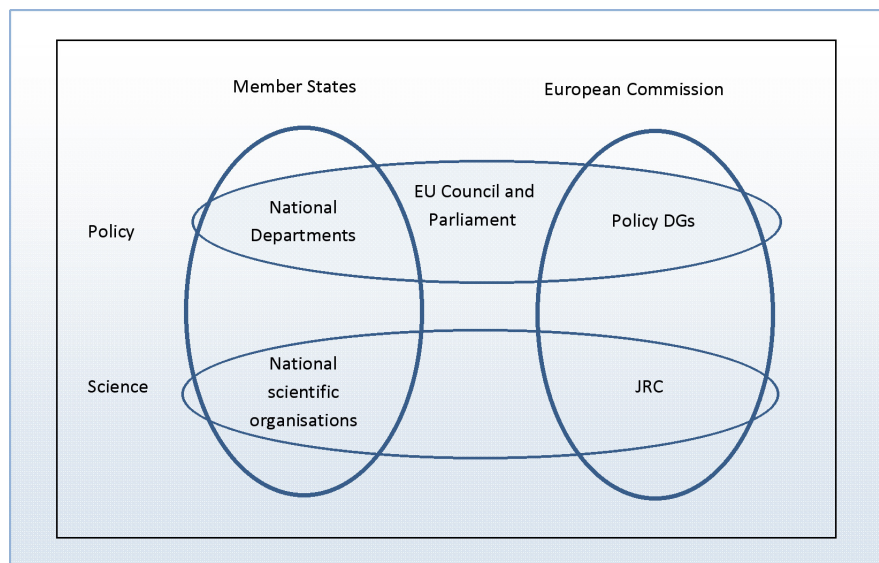 Member States
European Commission
EU Council and
Parliament
National
Departments
Policy DGs
Policy
National
scientific
organisations
JRC
Science